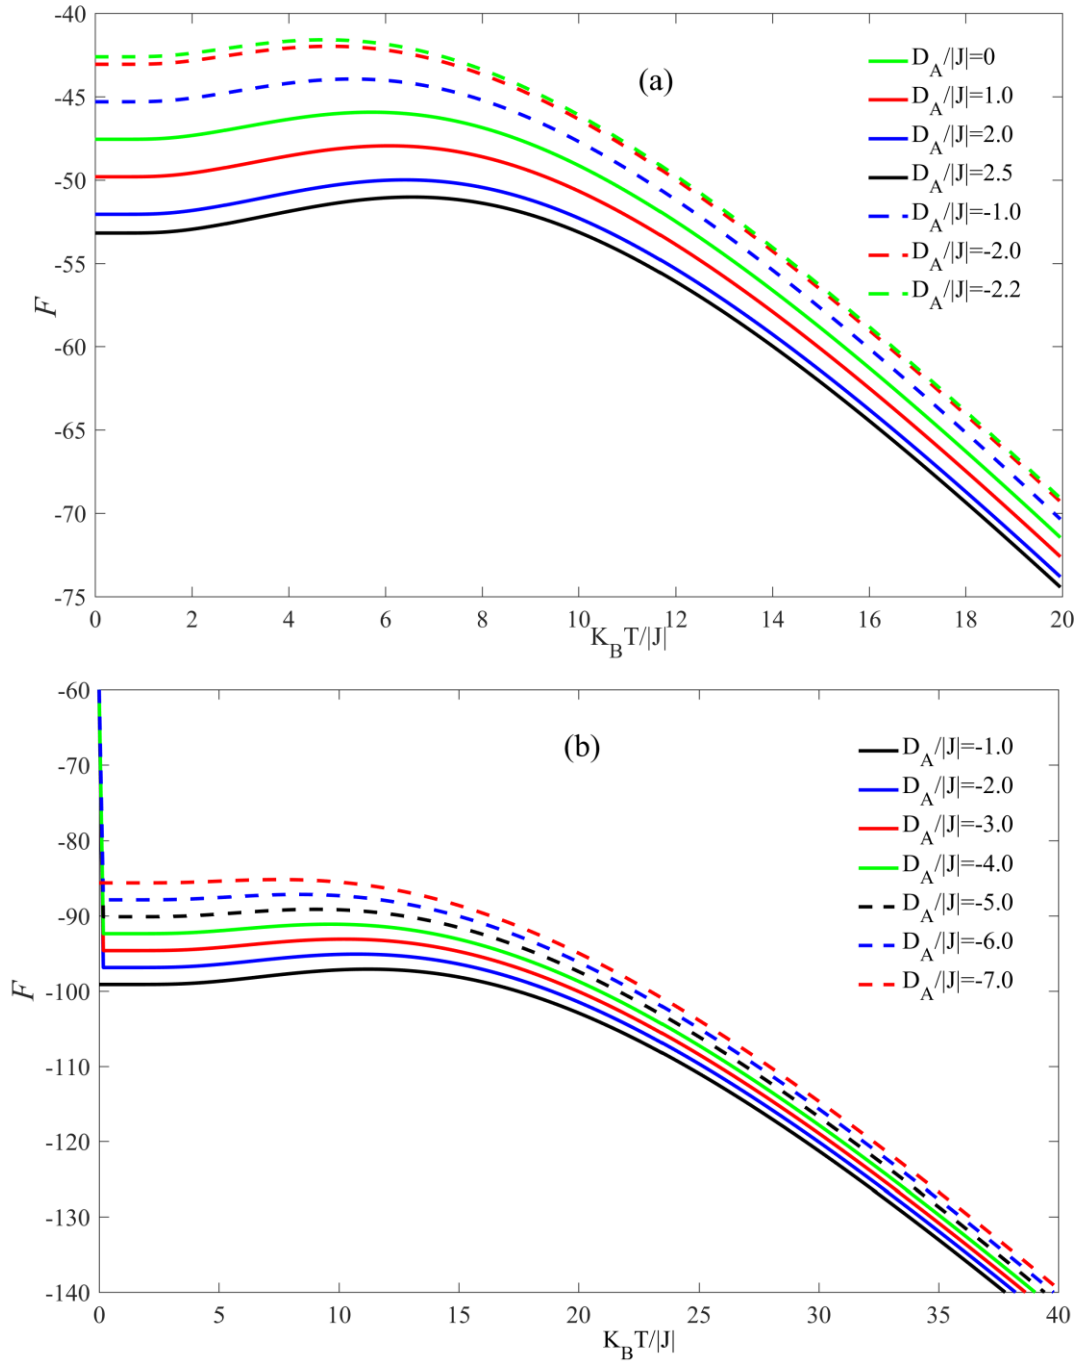 -40
(a)
D_A/|J|=0
D_A/|J|=1.0
-45
D_A/|J|=2.0
D_A/|J|=2.5
-50
D_A/|J|=-1.0
D_A/|J|=-2.0
-55
D_A/|J|=-2.2
F
-60
-65
-70
-75
0 2 4 6 8 10 12 14 16 18 20
K_B T/|J|
-60
(b)
D_A/|J|=-1.0
-70
D_A/|J|=-2.0
D_A/|J|=-3.0
-80
D_A/|J|=-4.0
D_A/|J|=-5.0
-90
D_A/|J|=-6.0
D_A/|J|=-7.0
F
-100
-110
-120
-130
-140
0 5 10 15 20 25 30 35 40
K_B T/|J|